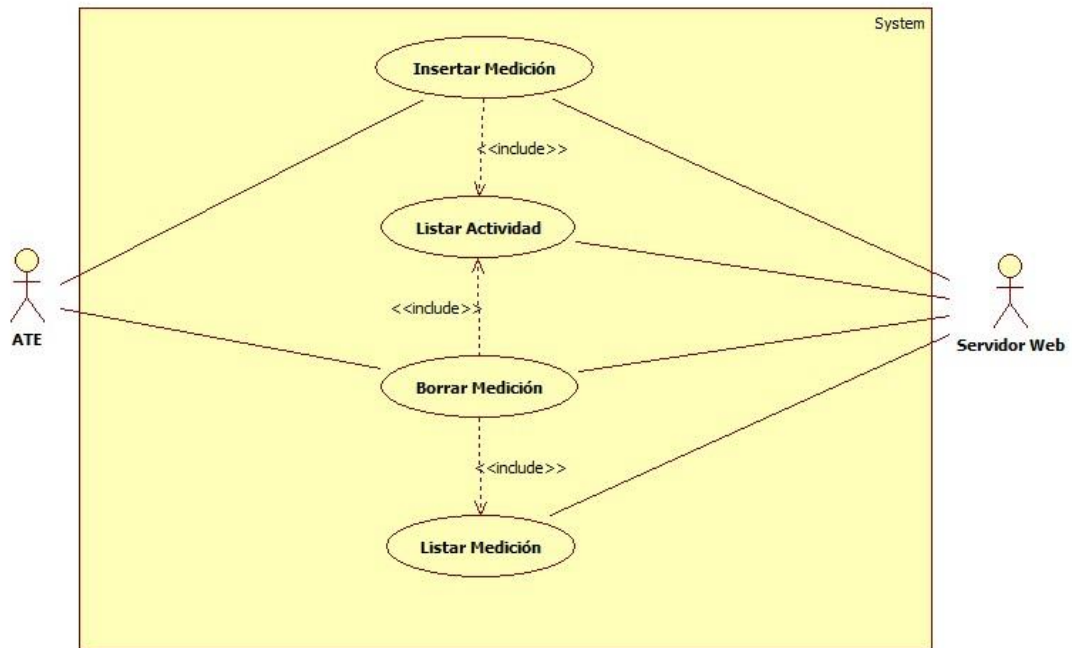 System
Insertar Medición
<<include>>
Listar Actividad
ATE
<<include>>
Servidor Web
Borrar Medición
<<include>>
Listar Medición